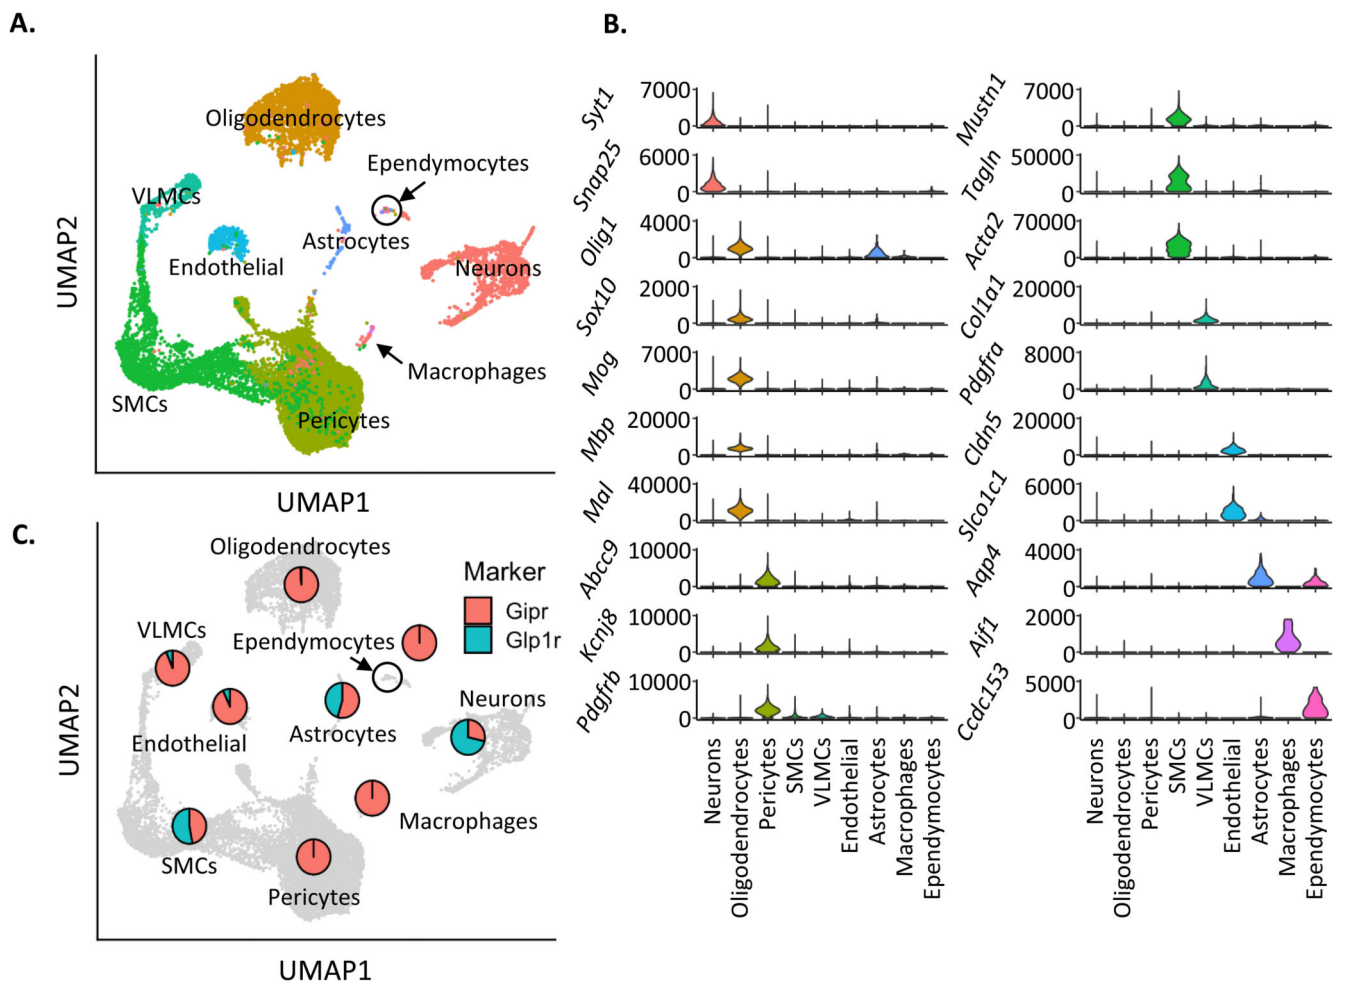 A.
Oligodendrocytes
Ependymocytes
VLMCs
Astrocytes
Endothelial
Neurons
Macrophages
SMCs
Pericytes
UMAP2
UMAP1
B.
Syt1
7000
0
Snap25
6000
0
Olig1
4000
0
Sox10
2000
0
Mog
7000
0
Mbp
20000
0
Mal
40000
0
Abcc9
10000
0
Kcnj8
10000
0
Pdgfrb
10000
0
Neurons
Oligodendrocytes
Pericytes
SMCs
VLMCs
Endothelial
Astrocytes
Macrophages
Ependymocytes
Mustn1
7000
0
Tagln
50000
0
Acta2
70000
0
Col1a1
20000
0
Pdgfra
8000
0
Cldn5
20000
0
Slco1c1
6000
0
Aqp4
4000
0
Aif1
2000
0
Ccdc153
5000
0
Neurons
Oligodendrocytes
Pericytes
SMCs
VLMCs
Endothelial
Astrocytes
Macrophages
Ependymocytes
C.
Oligodendrocytes
Marker
Gipr
Glp1r
VLMCs
Ependymocytes
Neurons
Endothelial
Astrocytes
Macrophages
SMCs
Pericytes
UMAP2
UMAP1